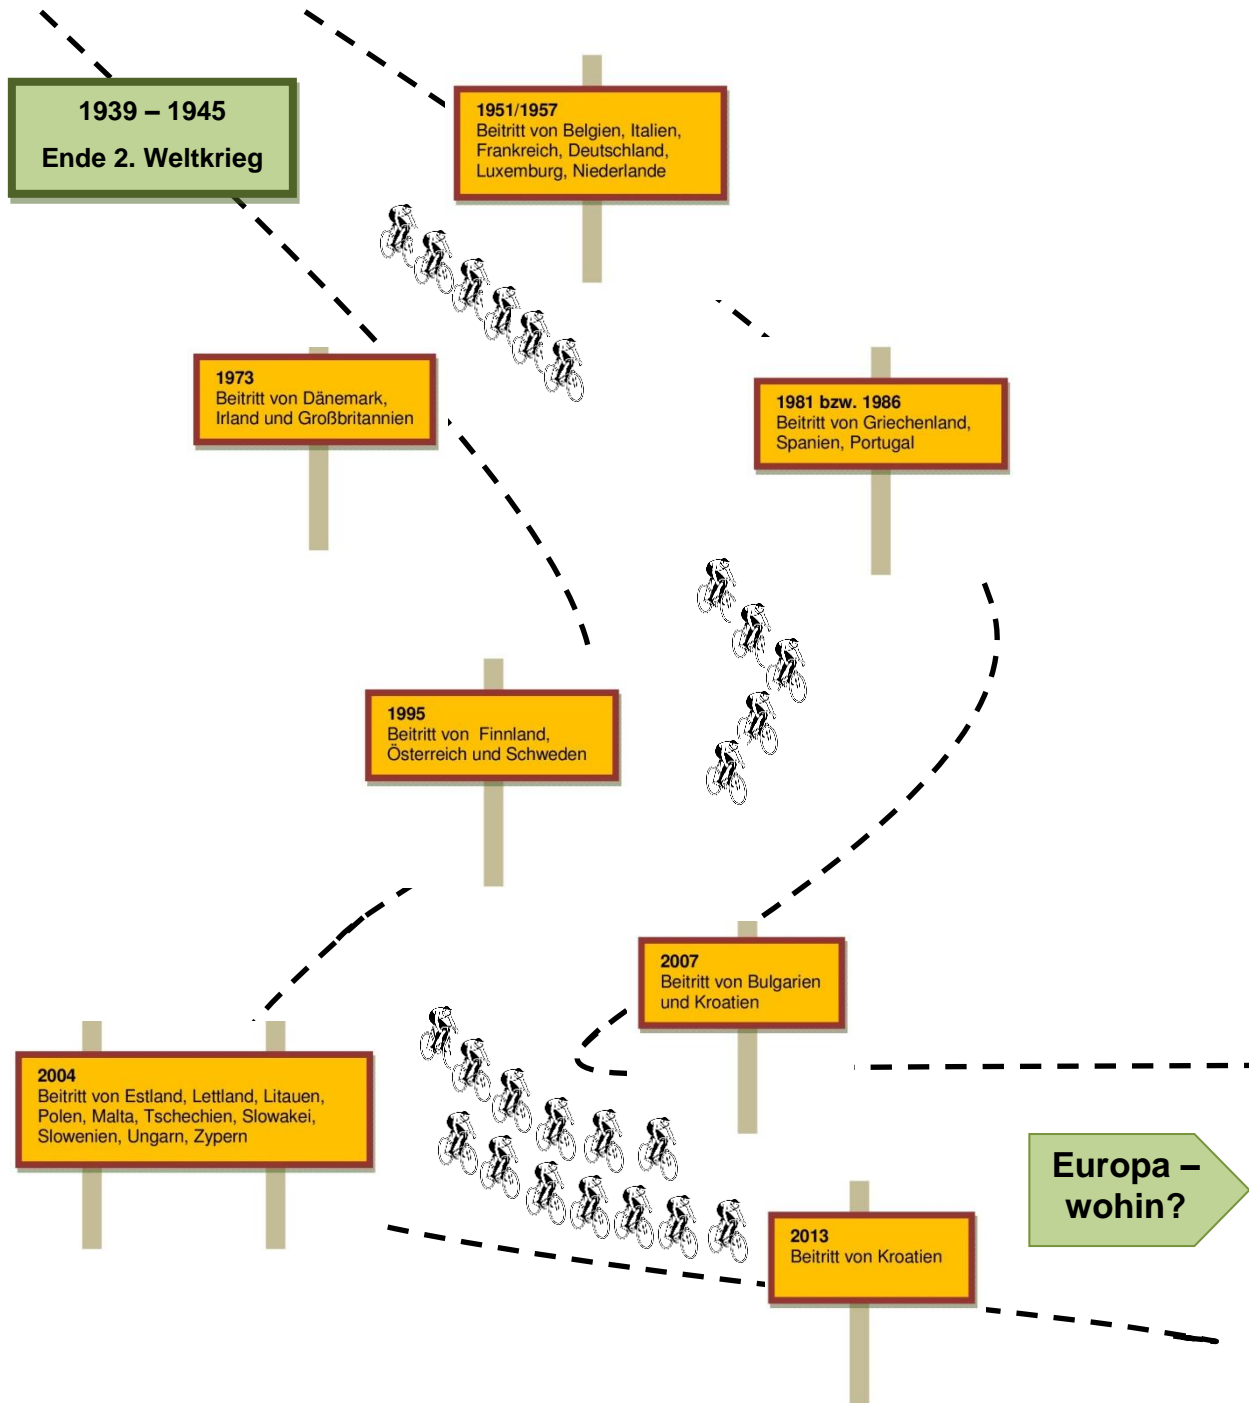 1939 – 1945
Ende 2. Weltkrieg
1951/1957
Beitritt von Belgien, Italien,
Frankreich, Deutschland,
Luxemburg, Niederlande
1973
Beitritt von Dänemark,
Irland und Großbritannien
1981 bzw. 1986
Beitritt von Griechenland,
Spanien, Portugal
1995
Beitritt von Finnland,
Österreich und Schweden
2007
Beitritt von Bulgarien
und Kroatien
2004
Beitritt von Estland, Lettland, Litauen,
Polen, Malta, Tschechien, Slowakei,
Slowenien, Ungarn, Zypern
Europa –
wohin?
2013
Beitritt von Kroatien